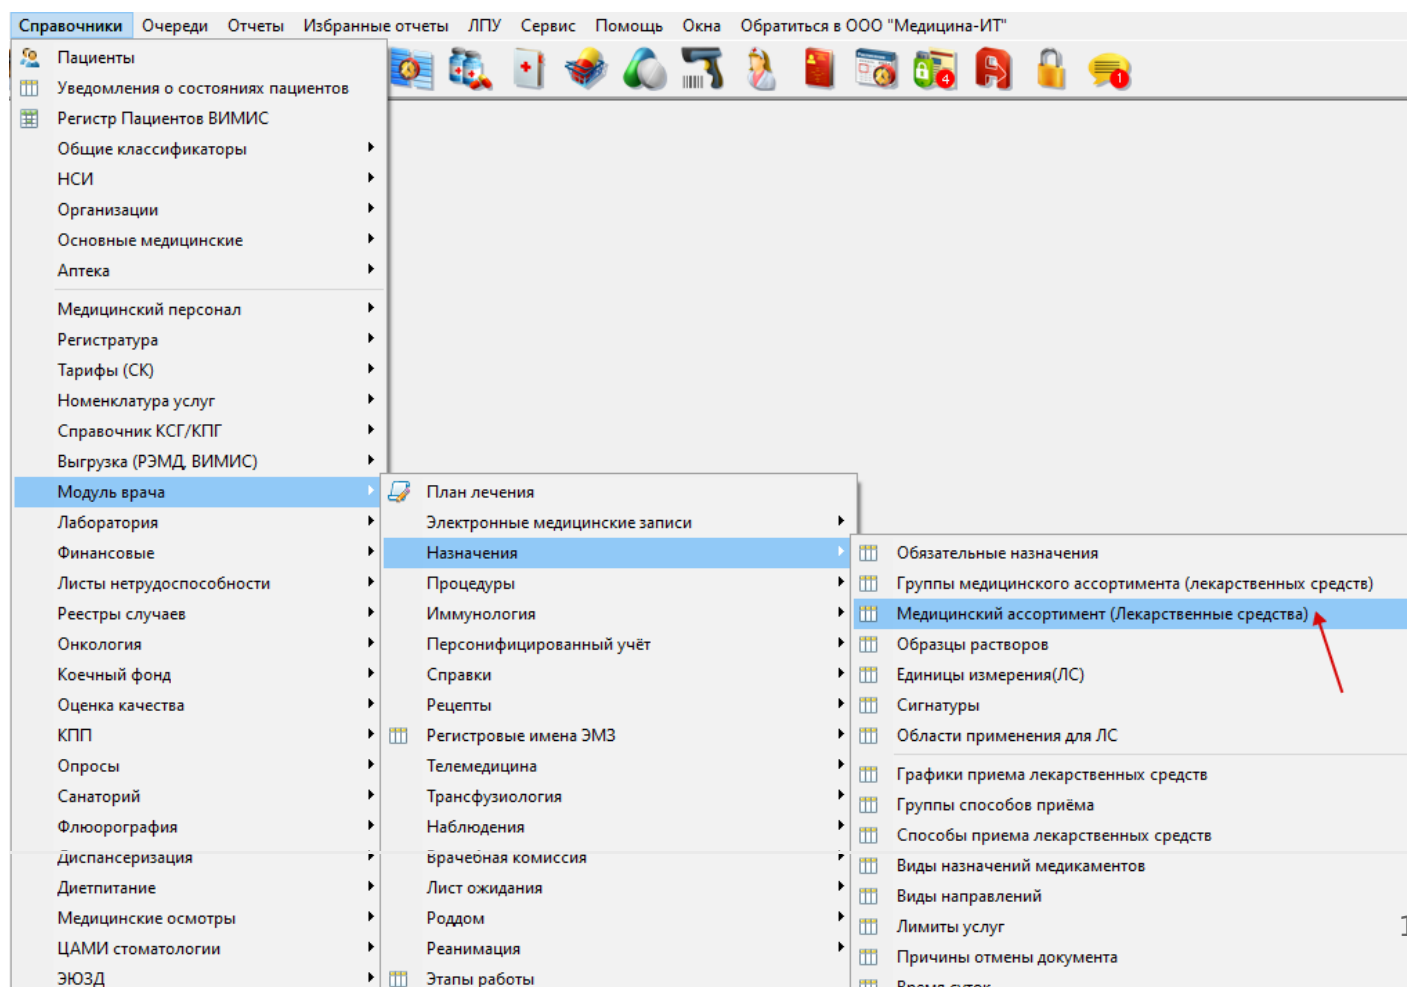 Справочники Очереди Отчеты Избранные отчеты ЛПУ Сервис Помощь Окна Обратиться в ООО "Медицина-ИТ"
4
1
Пациенты
Уведомления о состояниях пациентов
Регистр Пациентов ВИМИС
Общие классификаторы
НСИ
Организации
Основные медицинские
Аптека
Медицинский персонал
Регистратура
Тарифы (СК)
Номенклатура услуг
Справочник КСГ/КПГ
Выгрузка (РЭМД, ВИМИС)
Модуль врача
Лаборатория
Финансовые
Листы нетрудоспособности
Реестры случаев
Онкология
Коечный фонд
Оценка качества
КПП
Опросы
Санаторий
Флюорография
Диспансеризация
Диетпитание
Медицинские осмотры
ЦАМИ стоматологии
ЭЮЗД
План лечения
Электронные медицинские записи
Назначения
Процедуры
Иммунология
Персонифицированный учёт
Справки
Рецепты
Регистровые имена ЭМЗ
Телемедицина
Трансфузиология
Наблюдения
Врачебная комиссия
Лист ожидания
Роддом
Реанимация
Этапы работы
Обязательные назначения
Группы медицинского ассортимента (лекарственных средств)
Медицинский ассортимент (Лекарственные средства)
Образцы растворов
Единицы измерения(ЛС)
Сигнатуры
Области применения для ЛС
Графики приема лекарственных средств
Группы способов приёма
Способы приема лекарственных средств
Виды назначений медикаментов
Виды направлений
Лимиты услуг
Причины отмены документа
Время суток
1